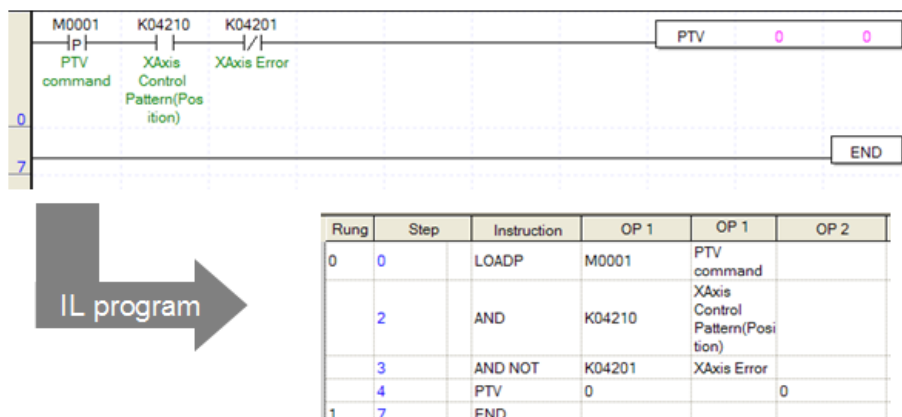 M0001 K04210 K04201
P
PTV 0 0
PTV command
XAxis Control Pattern(Pos ition)
XAxis Error
0
END
7
IL program
Rung Step Instruction OP 1 OP 1 OP 2
0 0 LOADP M0001 PTV command
2 AND K04210 XAxis Control Pattern(Posi tion)
3 AND NOT K04201 XAxis Error
4 PTV 0 0
1 7 END